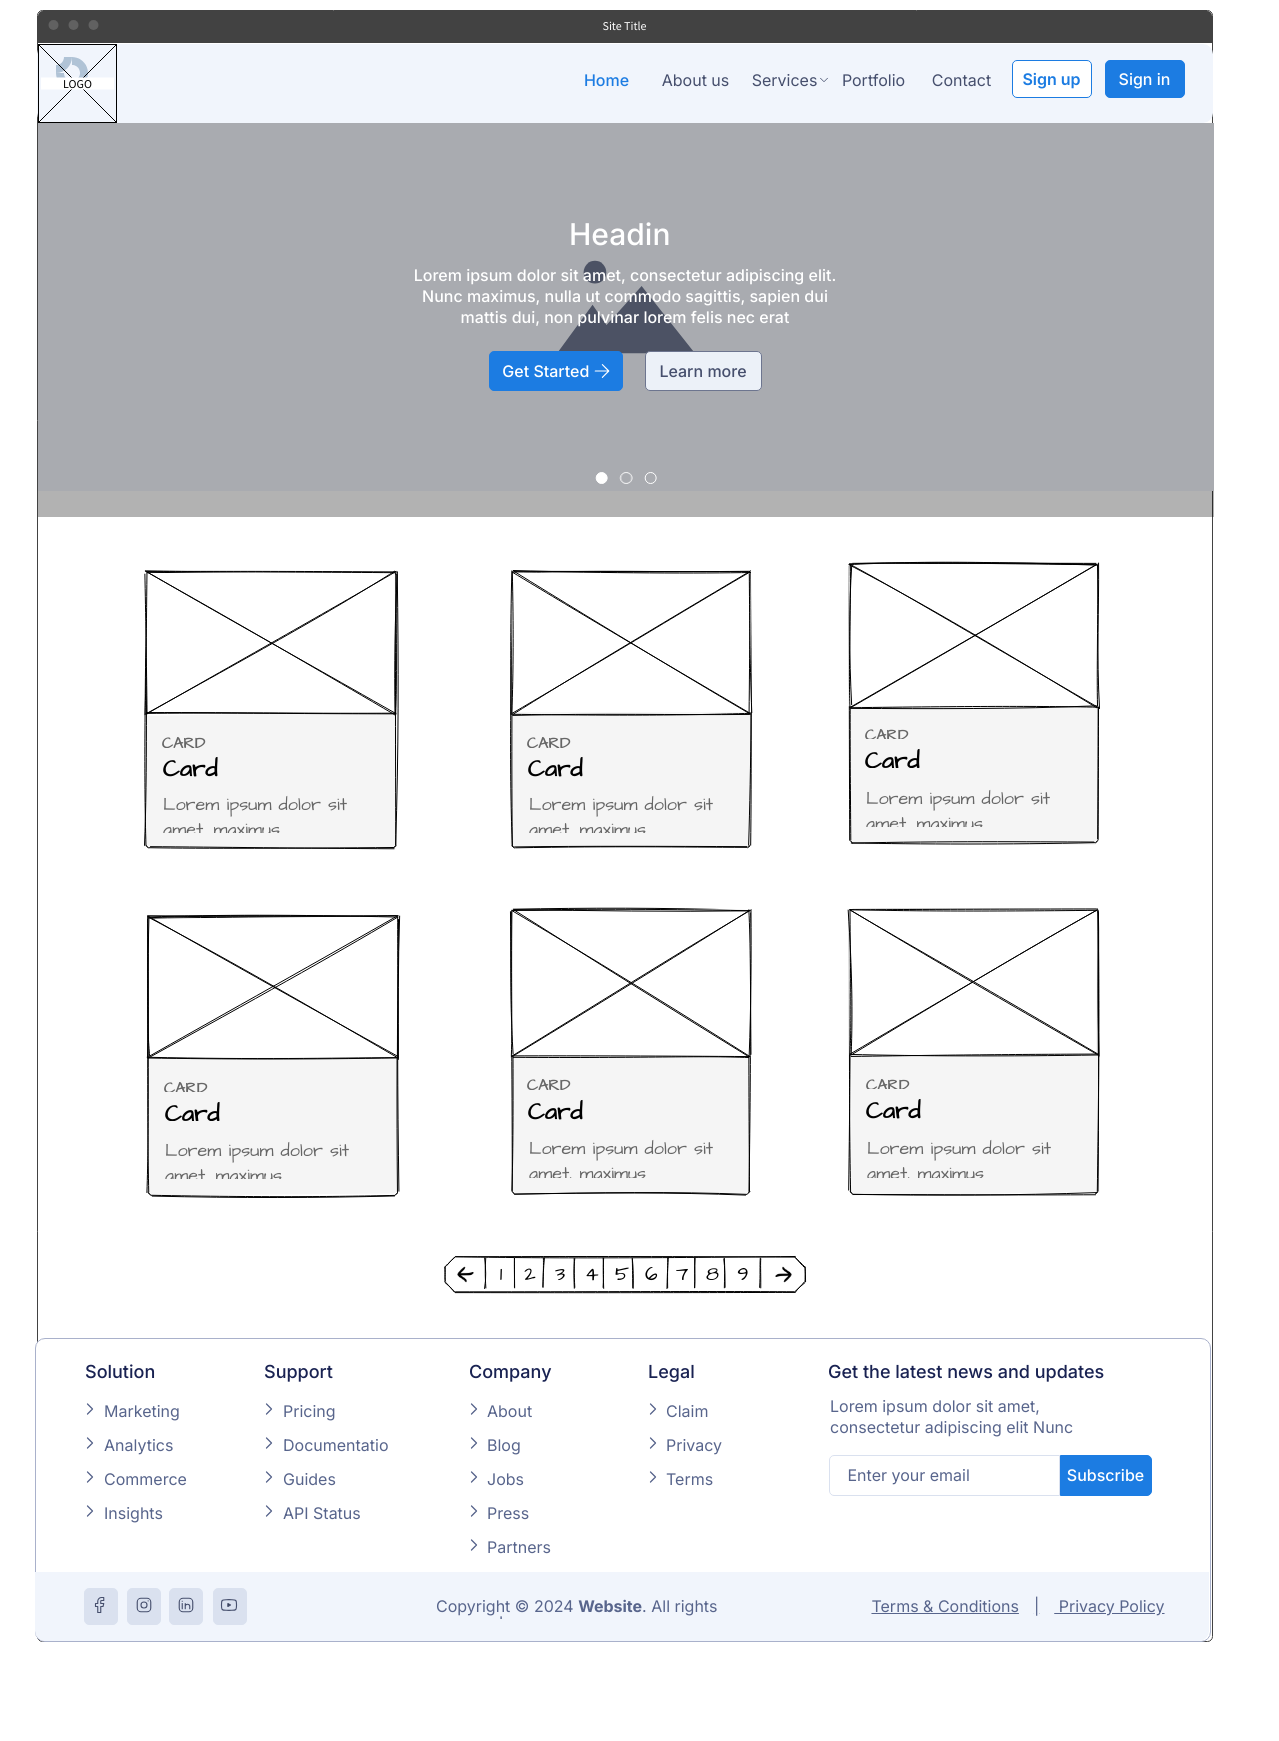 Site Title
LOGO
Home About us Services Portfolio Contact Sign up Sign in
Headin
Lorem ipsum dolor sit amet, consectetur adipiscing elit.
Nunc maximus, nulla ut commodo sagittis, sapien dui
mattis dui, non pulvinar lorem felis nec erat
Get Started Learn more
CARD
Card
Lorem ipsum dolor sit
amet, maximus
CARD
Card
Lorem ipsum dolor sit
amet, maximus
CARD
Card
Lorem ipsum dolor sit
amet, maximus
CARD
Card
Lorem ipsum dolor sit
amet, maximus
CARD
Card
Lorem ipsum dolor sit
amet, maximus
CARD
Card
Lorem ipsum dolor sit
amet, maximus
1 2 3 4 5 6 7 8 9
Solution
Marketing
Analytics
Commerce
Insights
Support
Pricing
Documentatio
Guides
API Status
Company
About
Blog
Jobs
Press
Partners
Legal
Claim
Privacy
Terms
Get the latest news and updates
Lorem ipsum dolor sit amet,
consectetur adipiscing elit Nunc
Enter your email Subscribe
Copyright © 2024 Website. All rights
Terms & Conditions | Privacy Policy